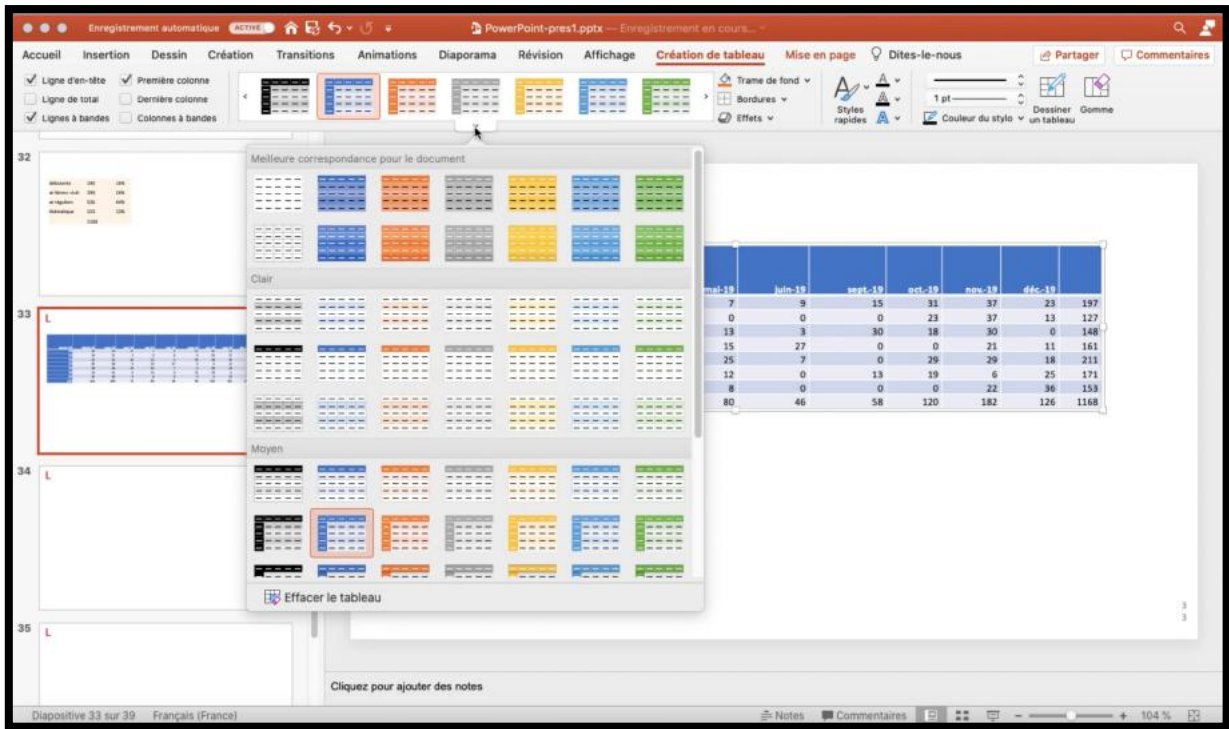 Enregistrement automatique ACTIVÉ PowerPoint-pres1.pptx — Enregistrement en cours...
Accueil Insertion Dessin Création Transitions Animations Diaporama Révision Affichage Création de tableau Mise en page Dites-le-nous Partager Commentaires
Ligne d'en-tête Première colonne Trame de fond
Ligne de total Dernière colonne Bordures 1 pt
Lignes à bandes Colonnes à bandes Effets Styles rapides Couleur du stylo Dessiner un tableau Gomme
32
Meilleure correspondance pour le document
Clair
Moyen
Effacer le tableau
33
L
34
L
35
L
mai-19 juin-19 sept.-19 oct.-19 nov.-19 déc.-19
7 9 15 31 37 23 197
0 0 0 23 37 13 127
13 3 30 18 30 0 148
15 27 0 0 21 11 161
25 7 0 29 29 18 211
12 0 13 19 6 25 171
8 0 0 0 22 36 153
80 46 58 120 182 126 1168
3
3
Cliquez pour ajouter des notes
Diapositive 33 sur 39 Français (France) Notes Commentaires 104 %